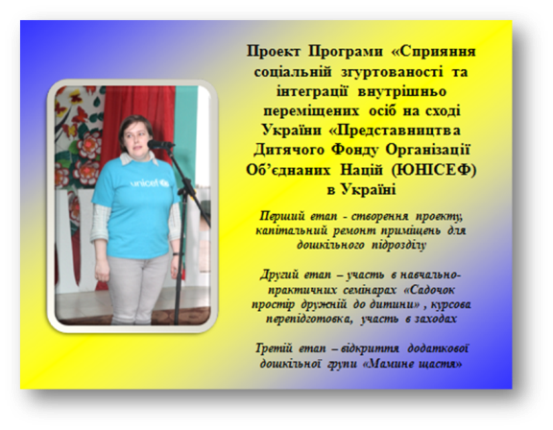 Проект Програми «Сприяння
соціальній згуртованості та
інтеграції внутрішньо
переміщених осіб на сході
України «Представництва
Дитячого Фонду Організації
Об’єднаних Націй (ЮНІСЕФ)
в Україні
Перший етап - створення проекту,
капітальний ремонт приміщень для
дошкільного підрозділу
Другий етап – участь в навчально-
практичних семінарах «Садочок
простір дружній до дитини» , курсова
перепідготовка, участь в заходах
Третій етап – відкриття додаткової
дошкільної групи «Мамине щастя»
unicef